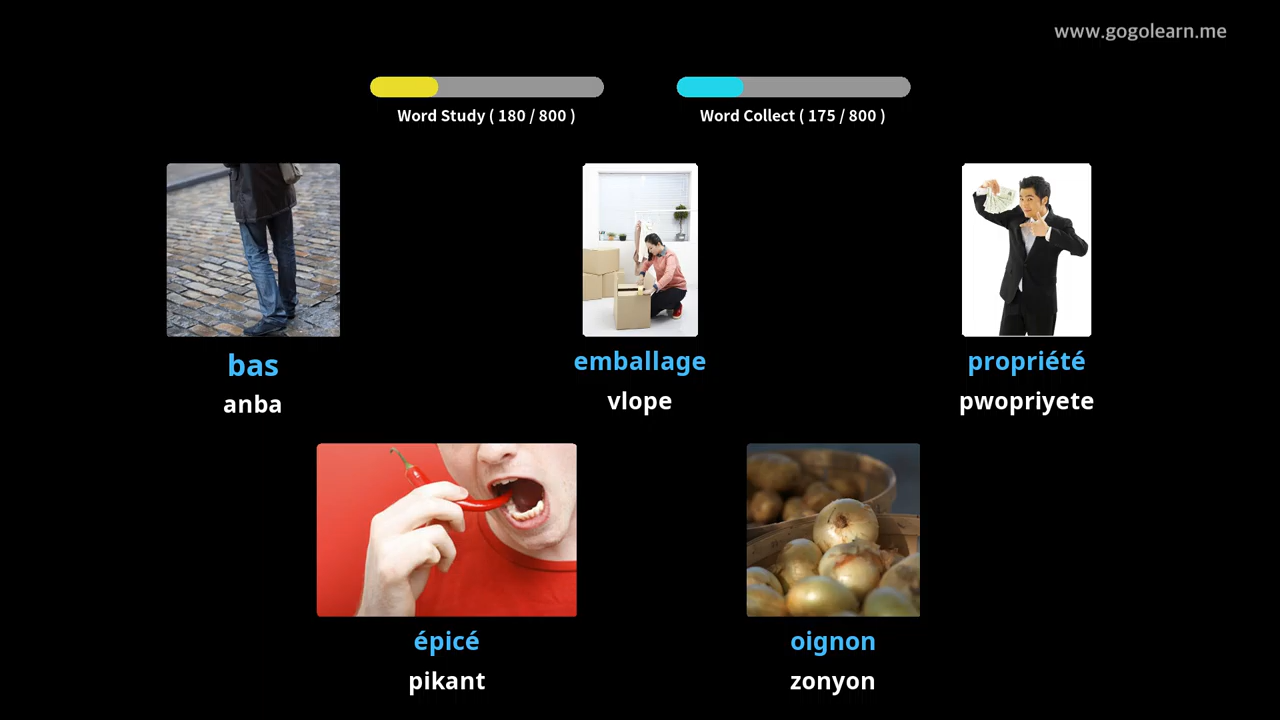 www.gogolearn.me
Word Study ( 180 / 800 )
Word Collect ( 175 / 800 )
bas
anba
emballage
vlope
propriété
pwopriyete
épicé
pikant
oignon
zonyon